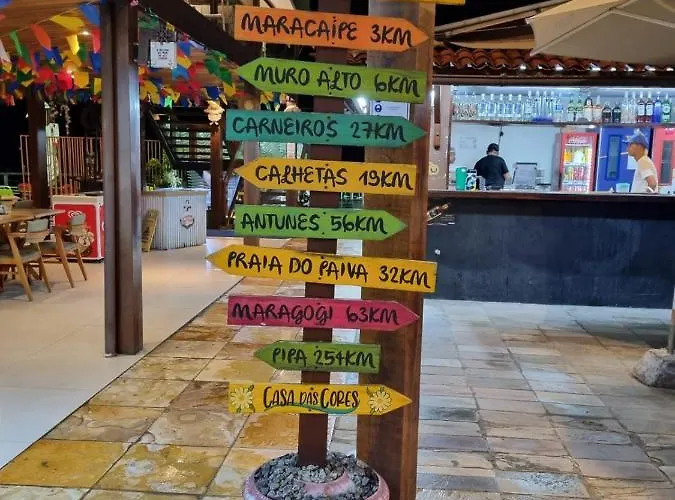 MARACAIPE 3KM
MURO ALTO 6KM
CARNEIROS 27KM
CALHETAS 19KM
ANTUNES 56KM
PRAIA DO PAIVA 32KM
MARAGOGI 63KM
PIPA 254KM
CASA DAS CORES